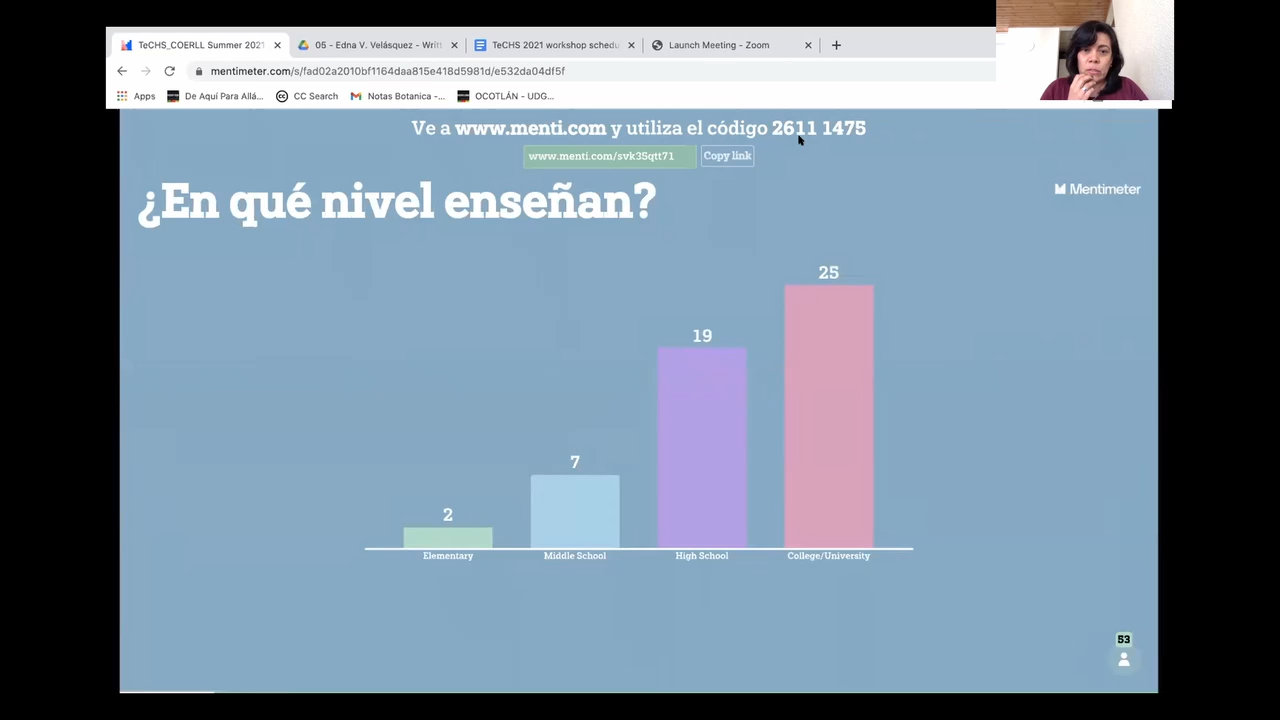 TeCHS_COERLL Summer 2021
05 - Edna V. Velásquez - Writt
TeCHS 2021 workshop schedu
Launch Meeting - Zoom
mentimeter.com/s/fad02a2010bf1164daa815e418d5981d/e532da04df5f
Apps
De Aquí Para Allá...
CC Search
Notas Botanica -...
OCOTLÁN - UDG...
Ve a www.menti.com y utiliza el código 2611 1475
www.menti.com/svk35qtt71
Copy link
¿En qué nivel enseñan?
Mentimeter
25
19
7
2
Elementary
Middle School
High School
College/University
53